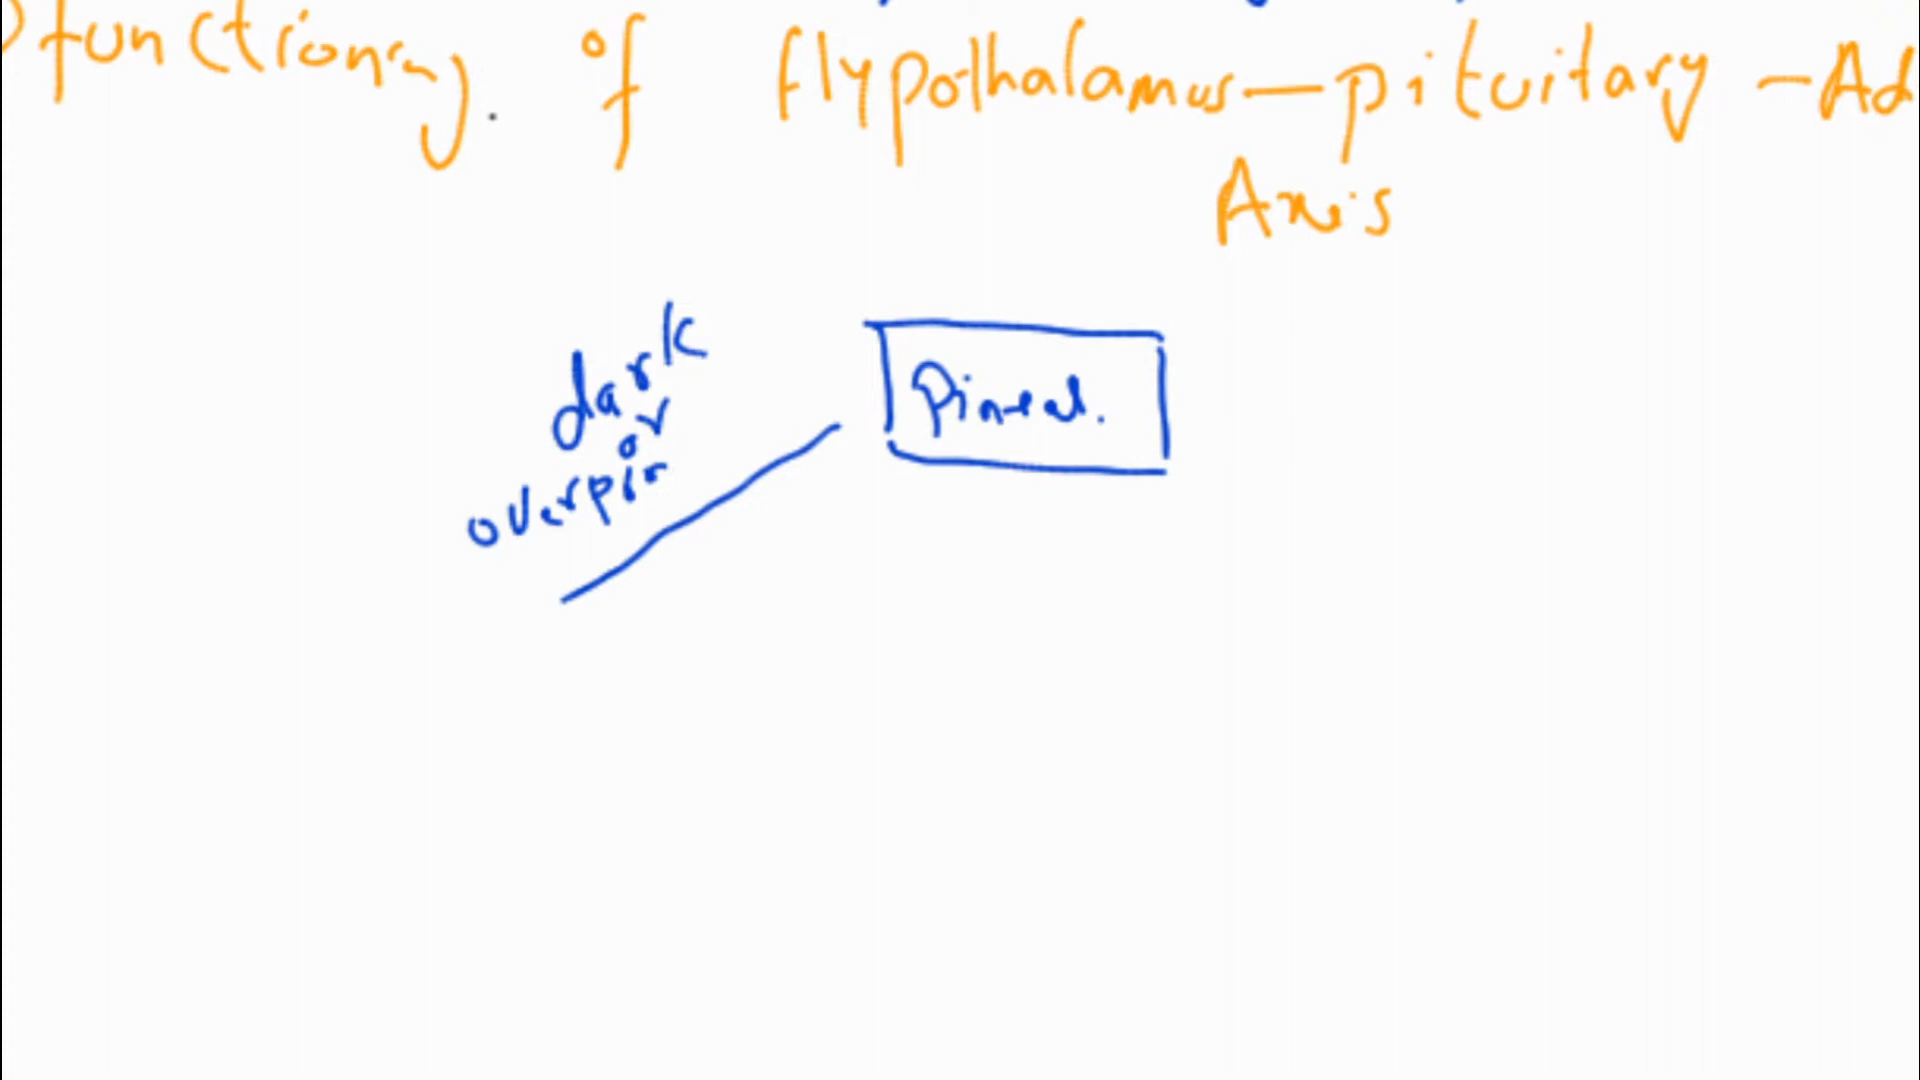 functioning. of Hypothalamus—pituitary - Ad
Axis
dark
or
overpin
Pineal.